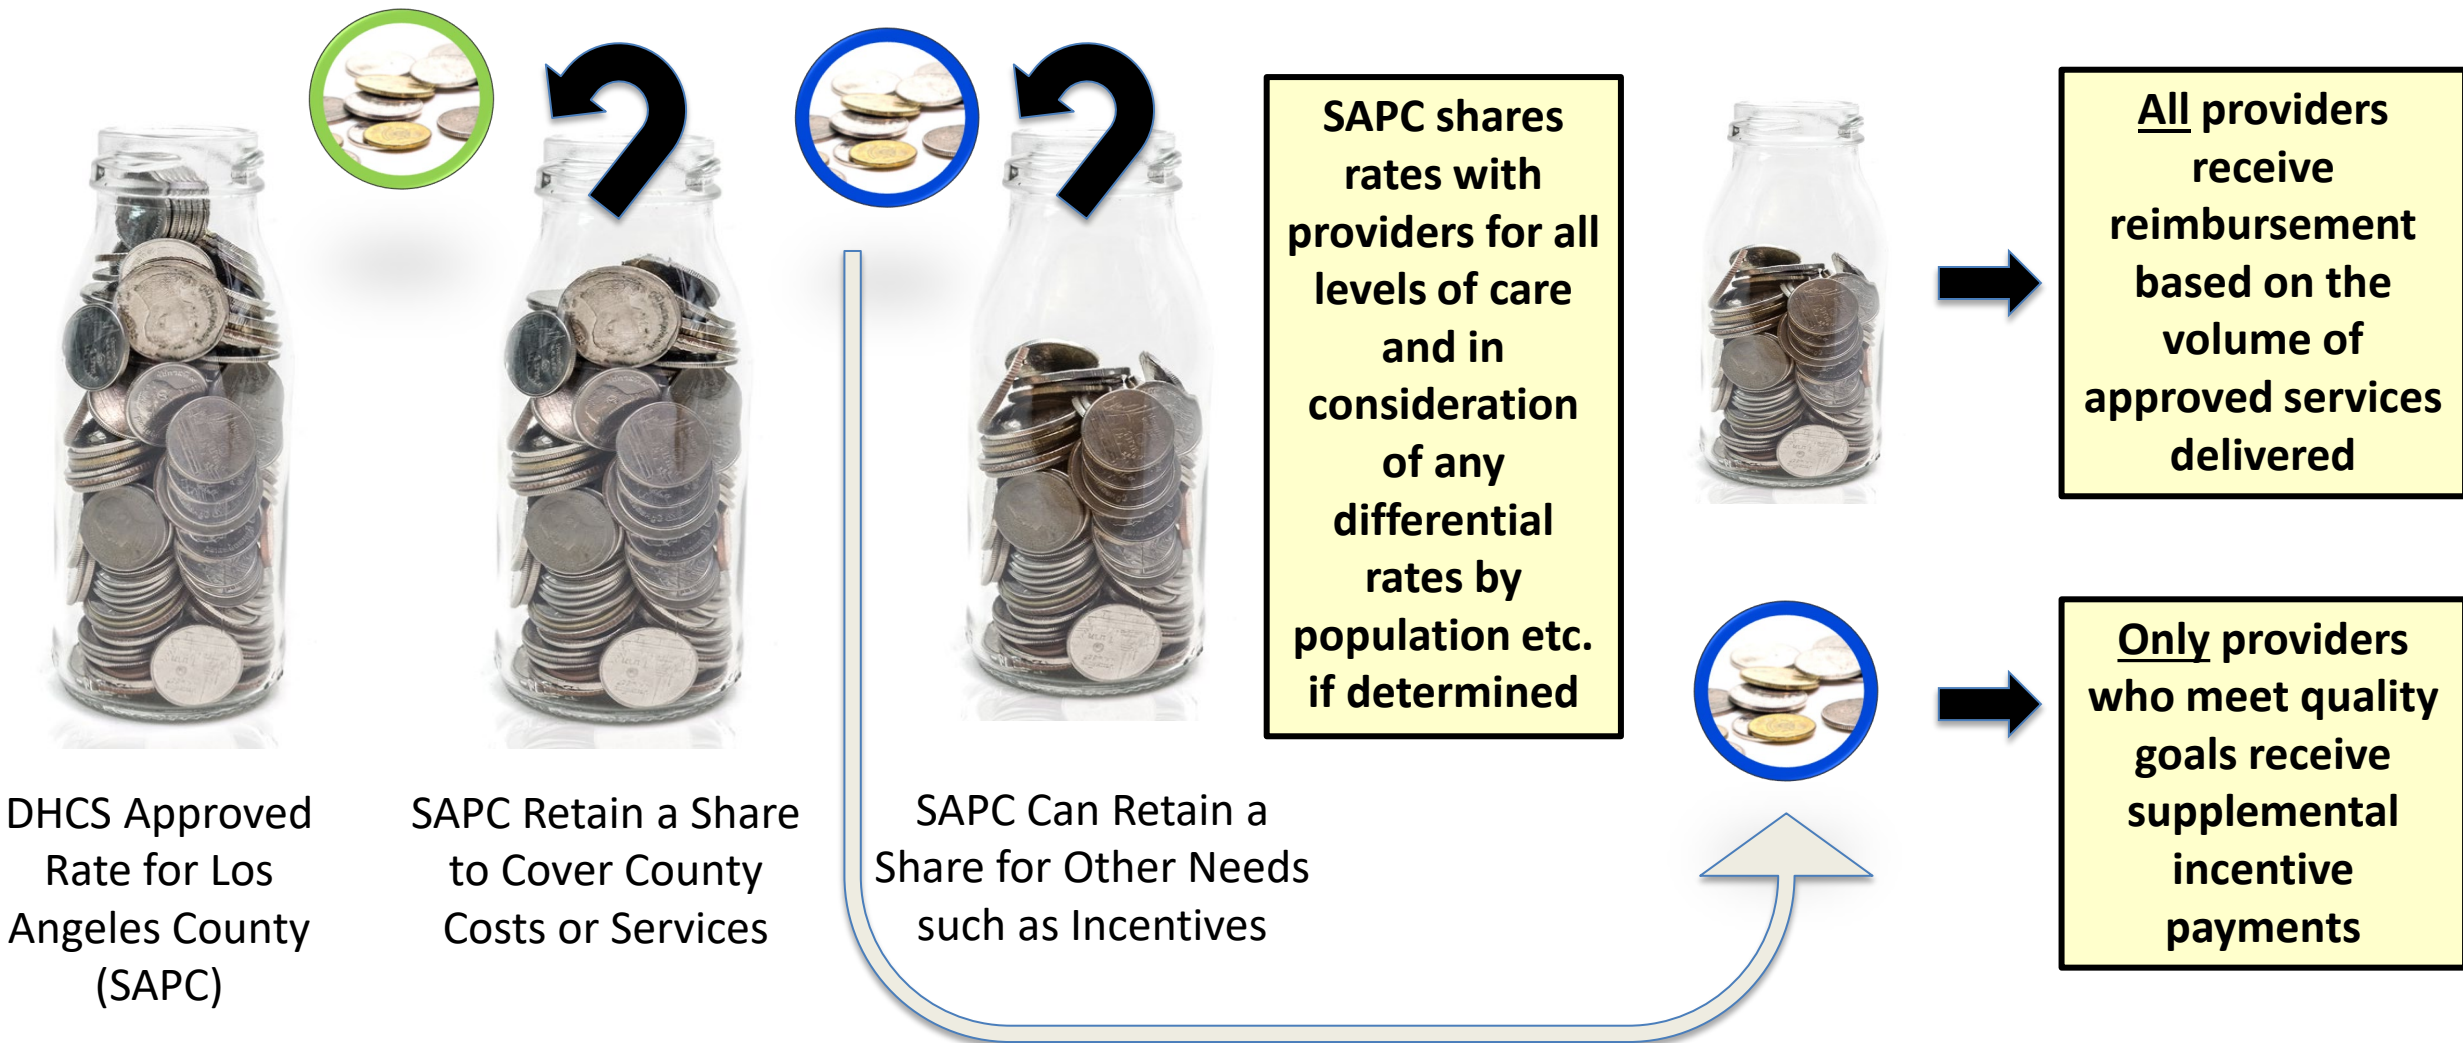 DHCS Approved
Rate for Los
Angeles County
(SAPC)
SAPC Retain a Share
to Cover County
Costs or Services
SAPC Can Retain a
Share for Other Needs
such as Incentives
SAPC shares
rates with
providers for all
levels of care
and in
consideration
of any
differential
rates by
population etc.
if determined
All providers
receive
reimbursement
based on the
volume of
approved services
delivered
Only providers
who meet quality
goals receive
supplemental
incentive
payments